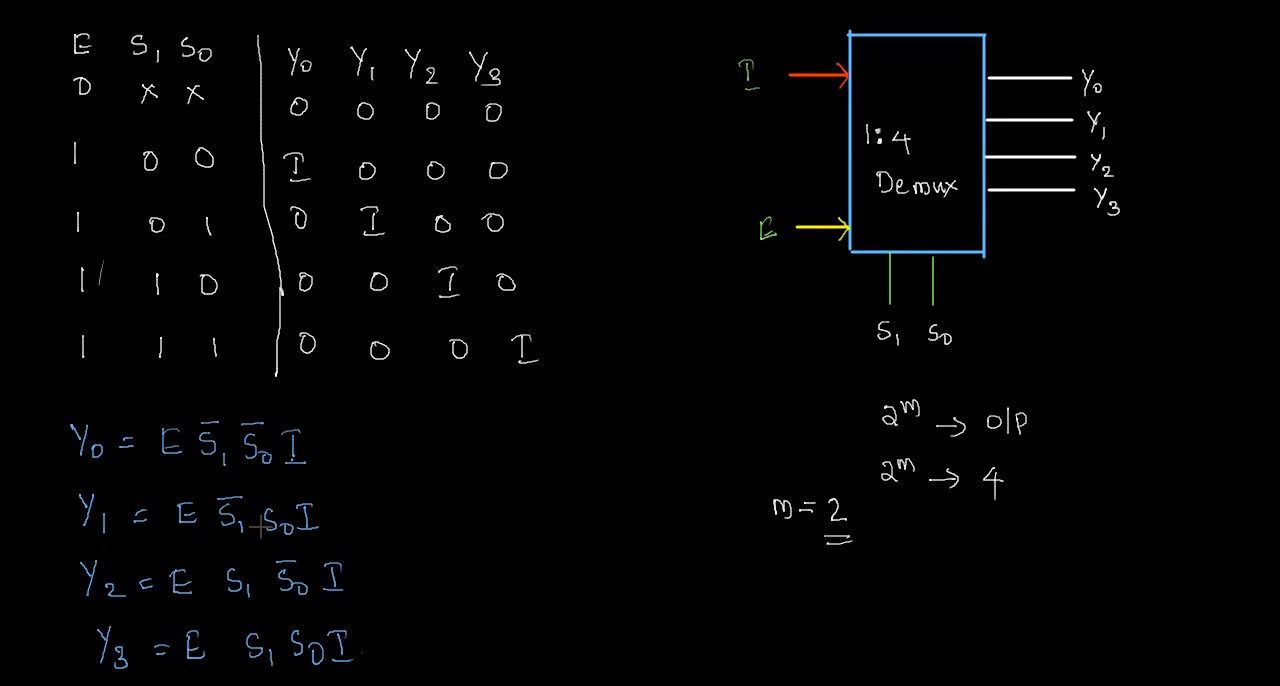 E S₁ S₀ Y₀ Y₁ Y₂ Y₃
0 × × 0 0 0 0
1 0 0 I 0 0 0
1 0 1 0 I 0 0
1 1 0 0 0 I 0
1 1 1 0 0 0 I
Y₀ = E S̅₁ S̅₀ I
Y₁ = E S̅₁ S₀ I
Y₂ = E S₁ S̅₀ I
Y₃ = E S₁ S₀ I
I
E
1:4
Demux
Y₀
Y₁
Y₂
Y₃
S₁ S₀
2ᵐ → O/P
2ᵐ → 4
m = 2